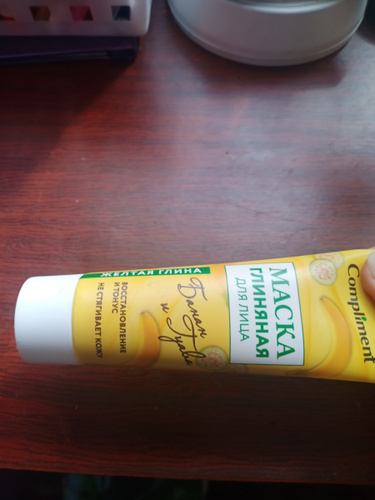 Compliment
МАСКА
ГЛИНЯНАЯ
ДЛЯ ЛИЦА
Банан
и Гуава
ЖЕЛТАЯ ГЛИНА
ВОССТАНОВЛЕНИЕ
И ТОНУС
НЕ СТЯГИВАЕТ КОЖУ